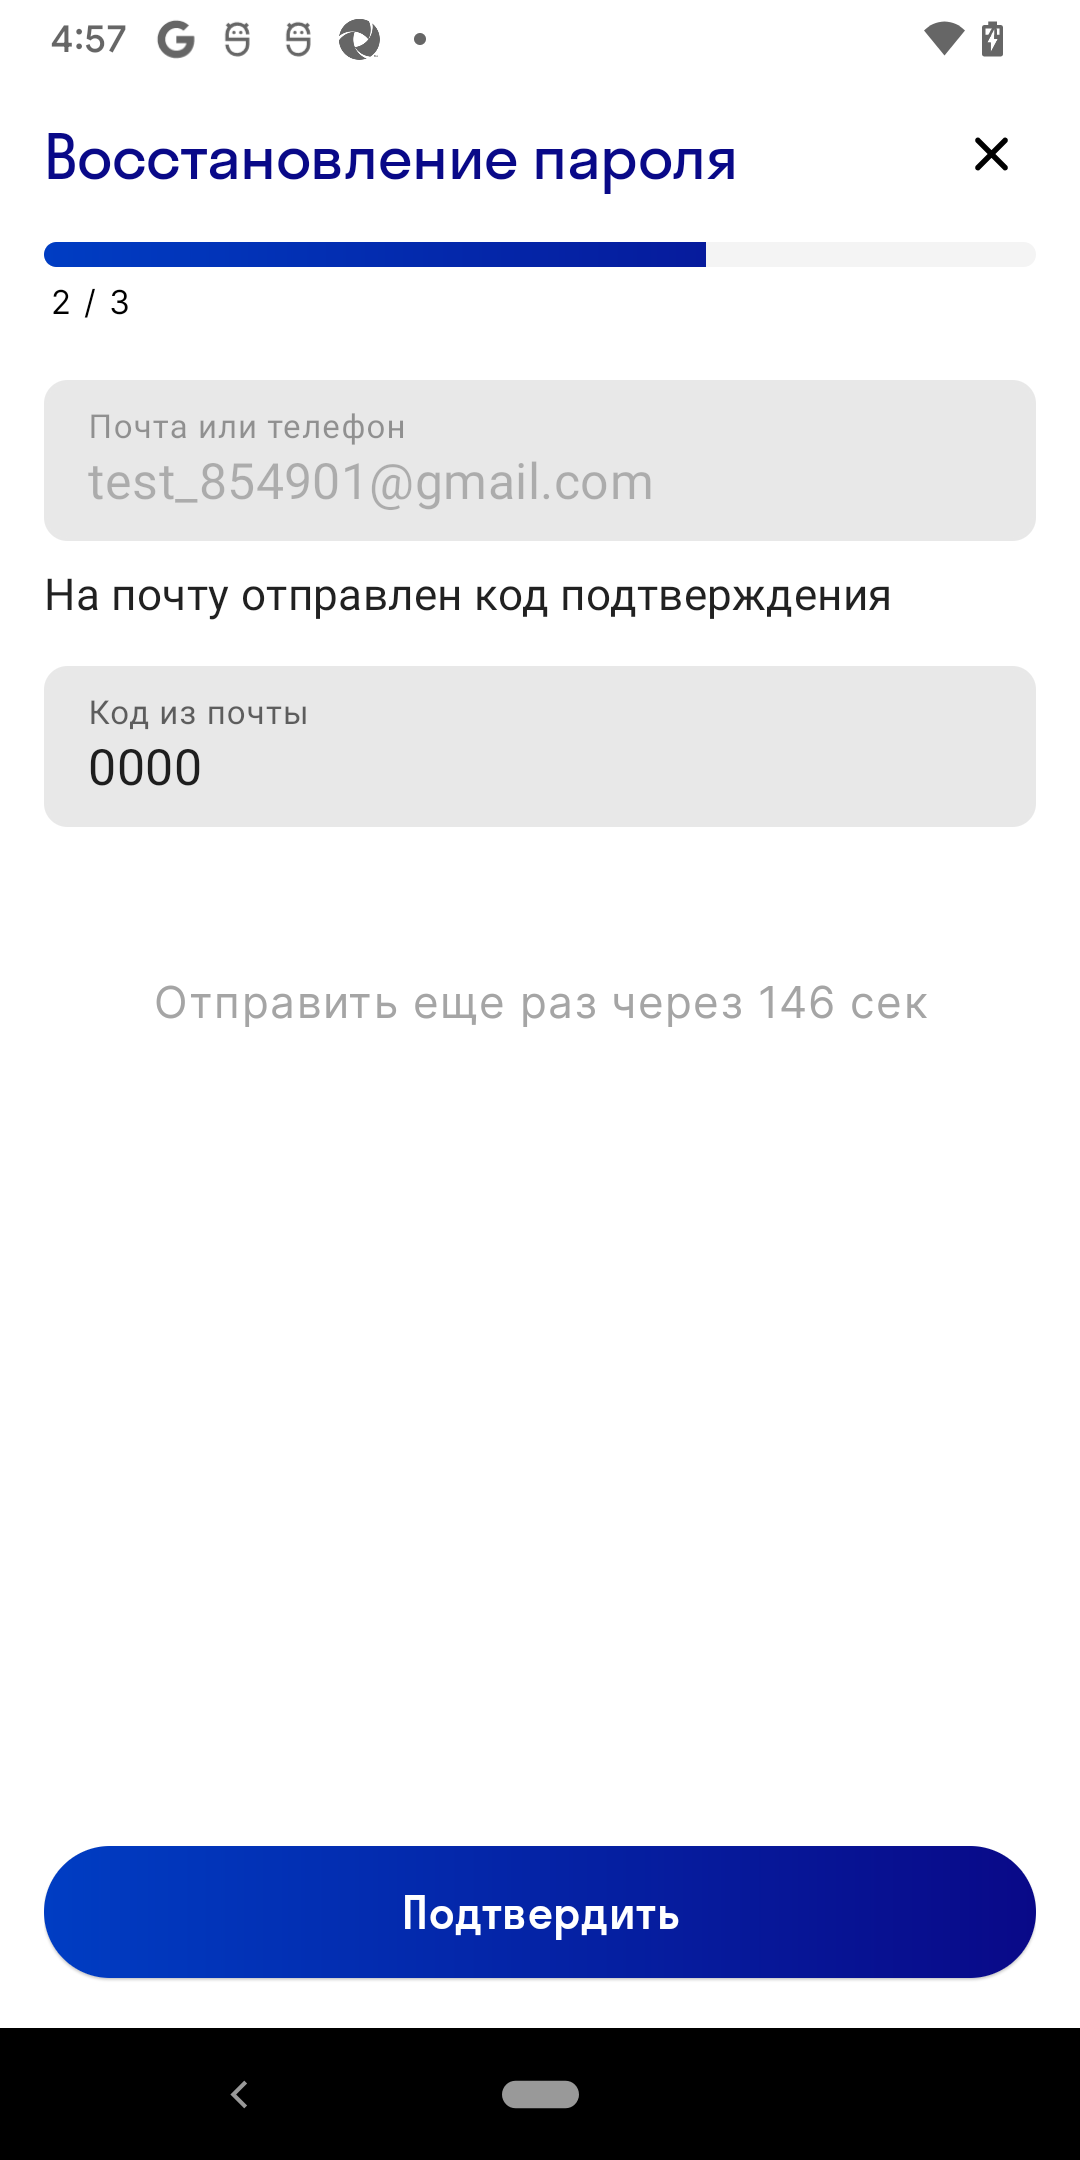 4:57
Восстановление пароля
2 / 3
Почта или телефон
test_854901@gmail.com
На почту отправлен код подтверждения
Код из почты
0000
Отправить еще раз через 146 сек
Подтвердить